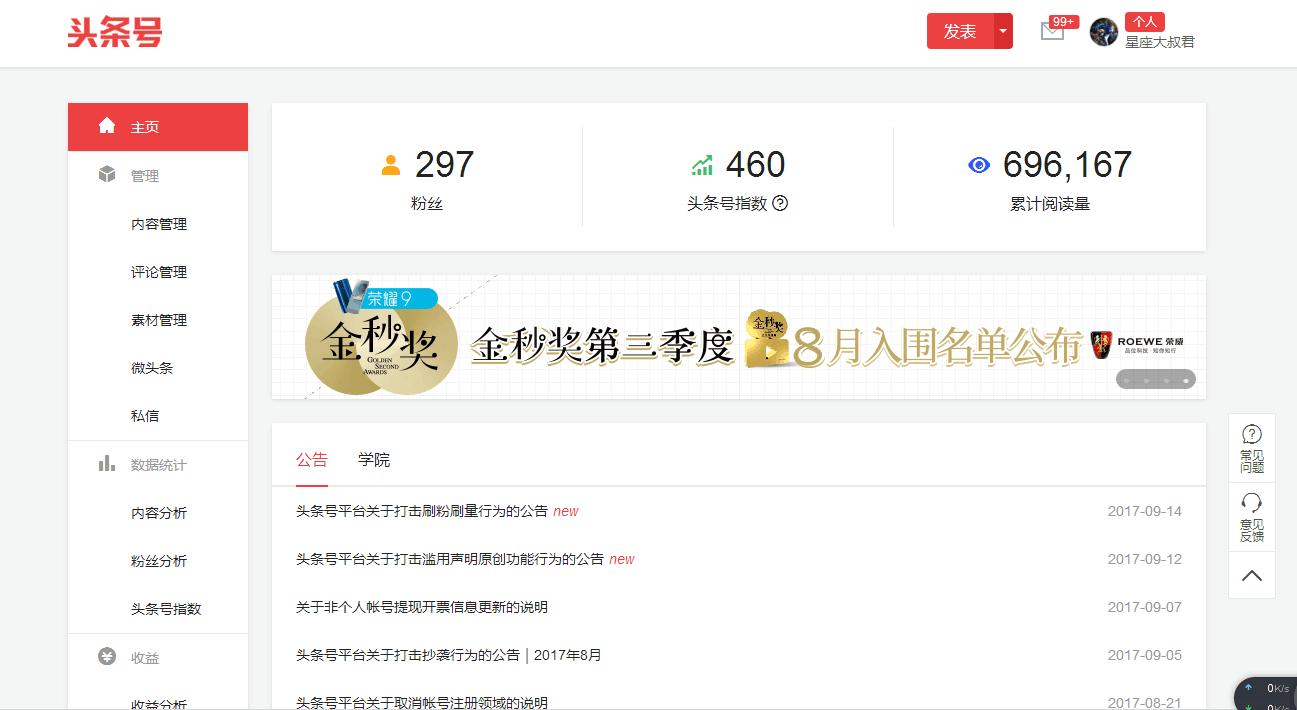 头条号
发表
99+
个人
星座大叔君
主页
管理
内容管理
评论管理
素材管理
微头条
私信
数据统计
内容分析
粉丝分析
头条号指数
收益
收益分析
297
粉丝
460
头条号指数
696,167
累计阅读量
荣耀9
金秒奖
GOLDEN
SECOND
AWARDS
金秒奖第三季度
金秒奖
8月入围名单公布
ROEWE 荣威
品位科技·知你知行
公告
学院
头条号平台关于打击刷粉刷量行为的公告 new 2017-09-14
头条号平台关于打击滥用声明原创功能行为的公告 new 2017-09-12
关于非个人帐号提现开票信息更新的说明 2017-09-07
头条号平台关于打击抄袭行为的公告｜2017年8月 2017-09-05
头条号平台关于取消帐号注册领域的说明 2017-08-21
常见
问题
意见
反馈
0K/s
0K/s